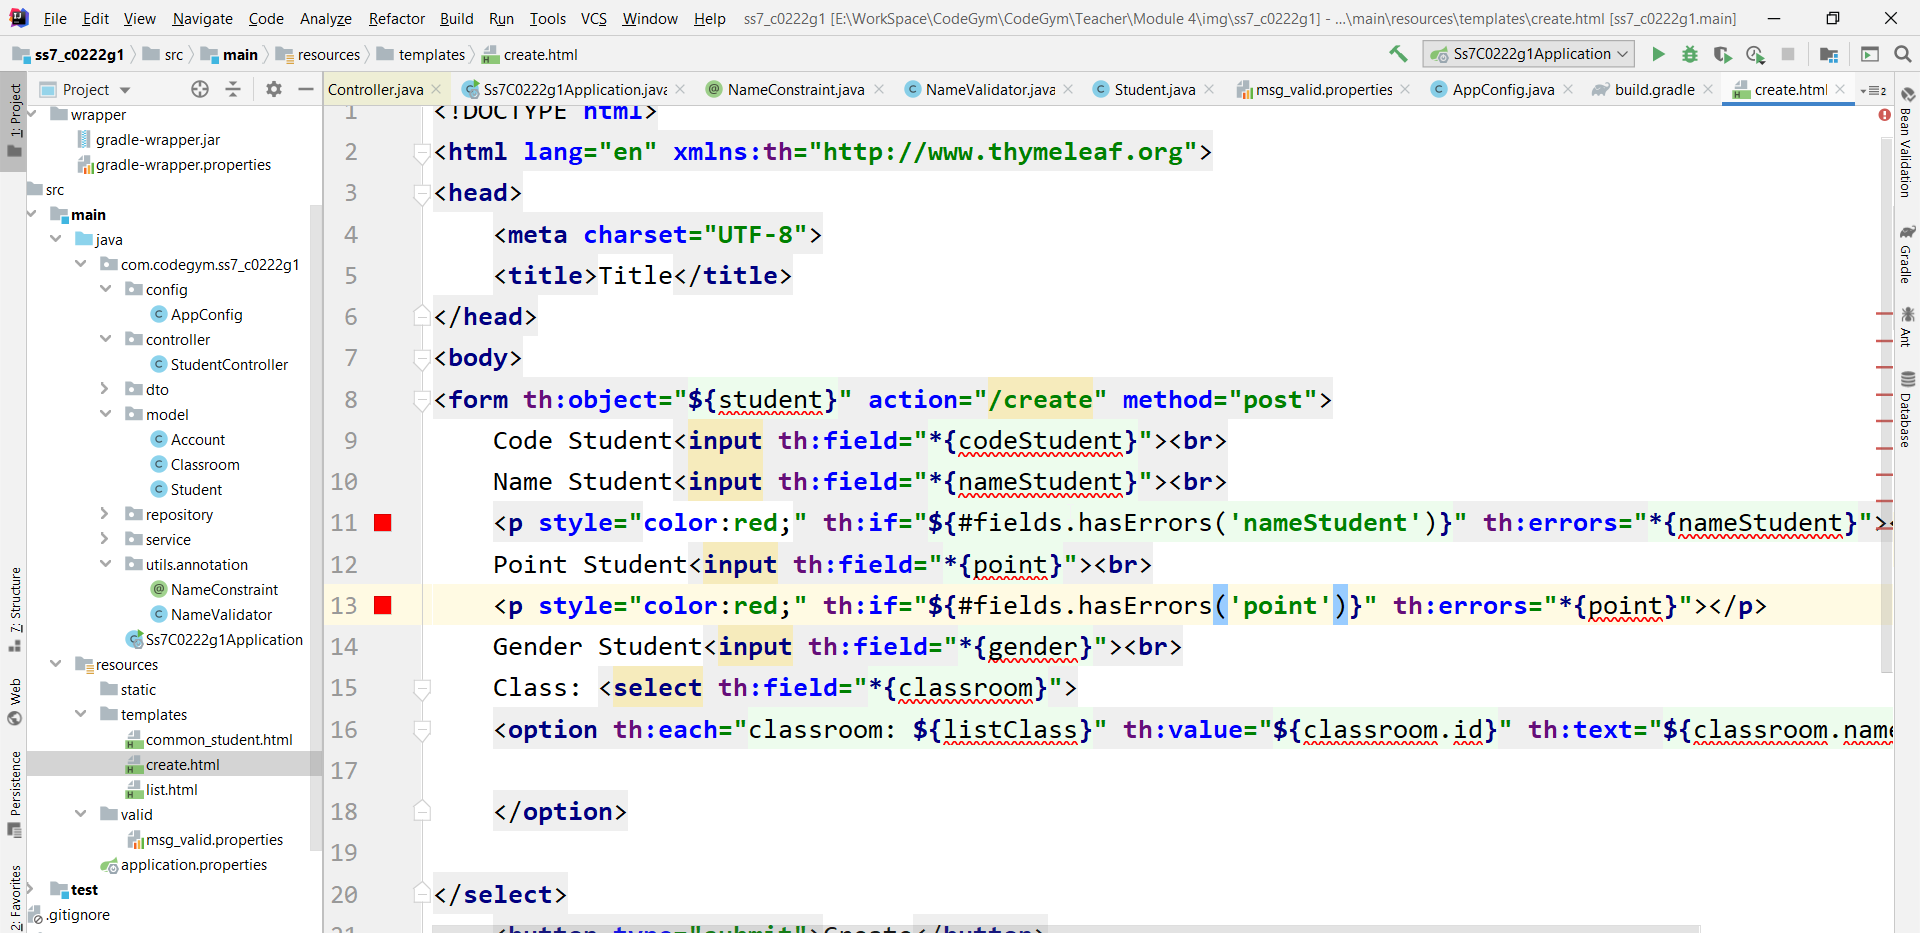 File Edit View Navigate Code Analyze Refactor Build Run Tools VCS Window Help ss7_c0222g1 [E:\WorkSpace\CodeGym\CodeGym\Teacher\Module 4\img\ss7_c0222g1] - ...\main\resources\templates\create.html [ss7_c0222g1.main]
ss7_c0222g1 src main resources templates create.html Ss7C0222g1Application
Project
Controller.java Ss7C0222g1Application.java NameConstraint.java NameValidator.java Student.java msg_valid.properties AppConfig.java build.gradle create.html 2
wrapper
gradle-wrapper.jar
gradle-wrapper.properties
src
main
java
com.codegym.ss7_c0222g1
config
AppConfig
controller
StudentController
dto
model
Account
Classroom
Student
repository
service
utils.annotation
NameConstraint
NameValidator
Ss7C0222g1Application
resources
static
templates
common_student.html
create.html
list.html
valid
msg_valid.properties
application.properties
test
.gitignore
1: Project
7: Structure
Web
Persistence
2: Favorites
1 <!DOCTYPE html>
2 <html lang="en" xmlns:th="http://www.thymeleaf.org">
3 <head>
4 <meta charset="UTF-8">
5 <title>Title</title>
6 </head>
7 <body>
8 <form th:object="${student}" action="/create" method="post">
9 Code Student<input th:field="*{codeStudent}"><br>
10 Name Student<input th:field="*{nameStudent}"><br>
11 <p style="color:red;" th:if="${#fields.hasErrors('nameStudent')}" th:errors="*{nameStudent}"><
12 Point Student<input th:field="*{point}"><br>
13 <p style="color:red;" th:if="${#fields.hasErrors('point')}" th:errors="*{point}"></p>
14 Gender Student<input th:field="*{gender}"><br>
15 Class: <select th:field="*{classroom}">
16 <option th:each="classroom: ${listClass}" th:value="${classroom.id}" th:text="${classroom.name
17
18 </option>
19
20 </select>
21 <button type="submit">Create</button>
Bean Validation
Gradle
Ant
Database